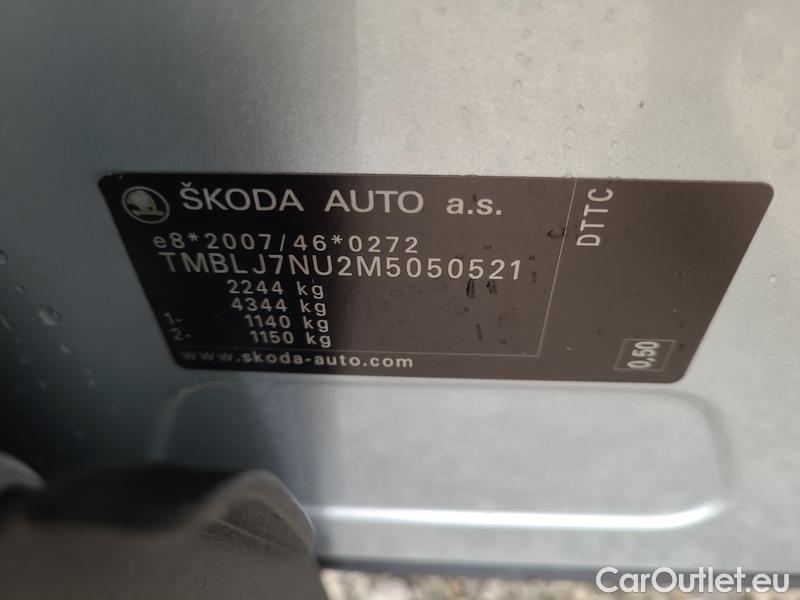 ŠKODA AUTO a.s.
e8*2007/46*0272
TMBLJ7NU2M5050521
2244 kg
4344 kg
1- 1140 kg
2- 1150 kg
www.skoda-auto.com
DTTC
0,50
CarOutlet.eu